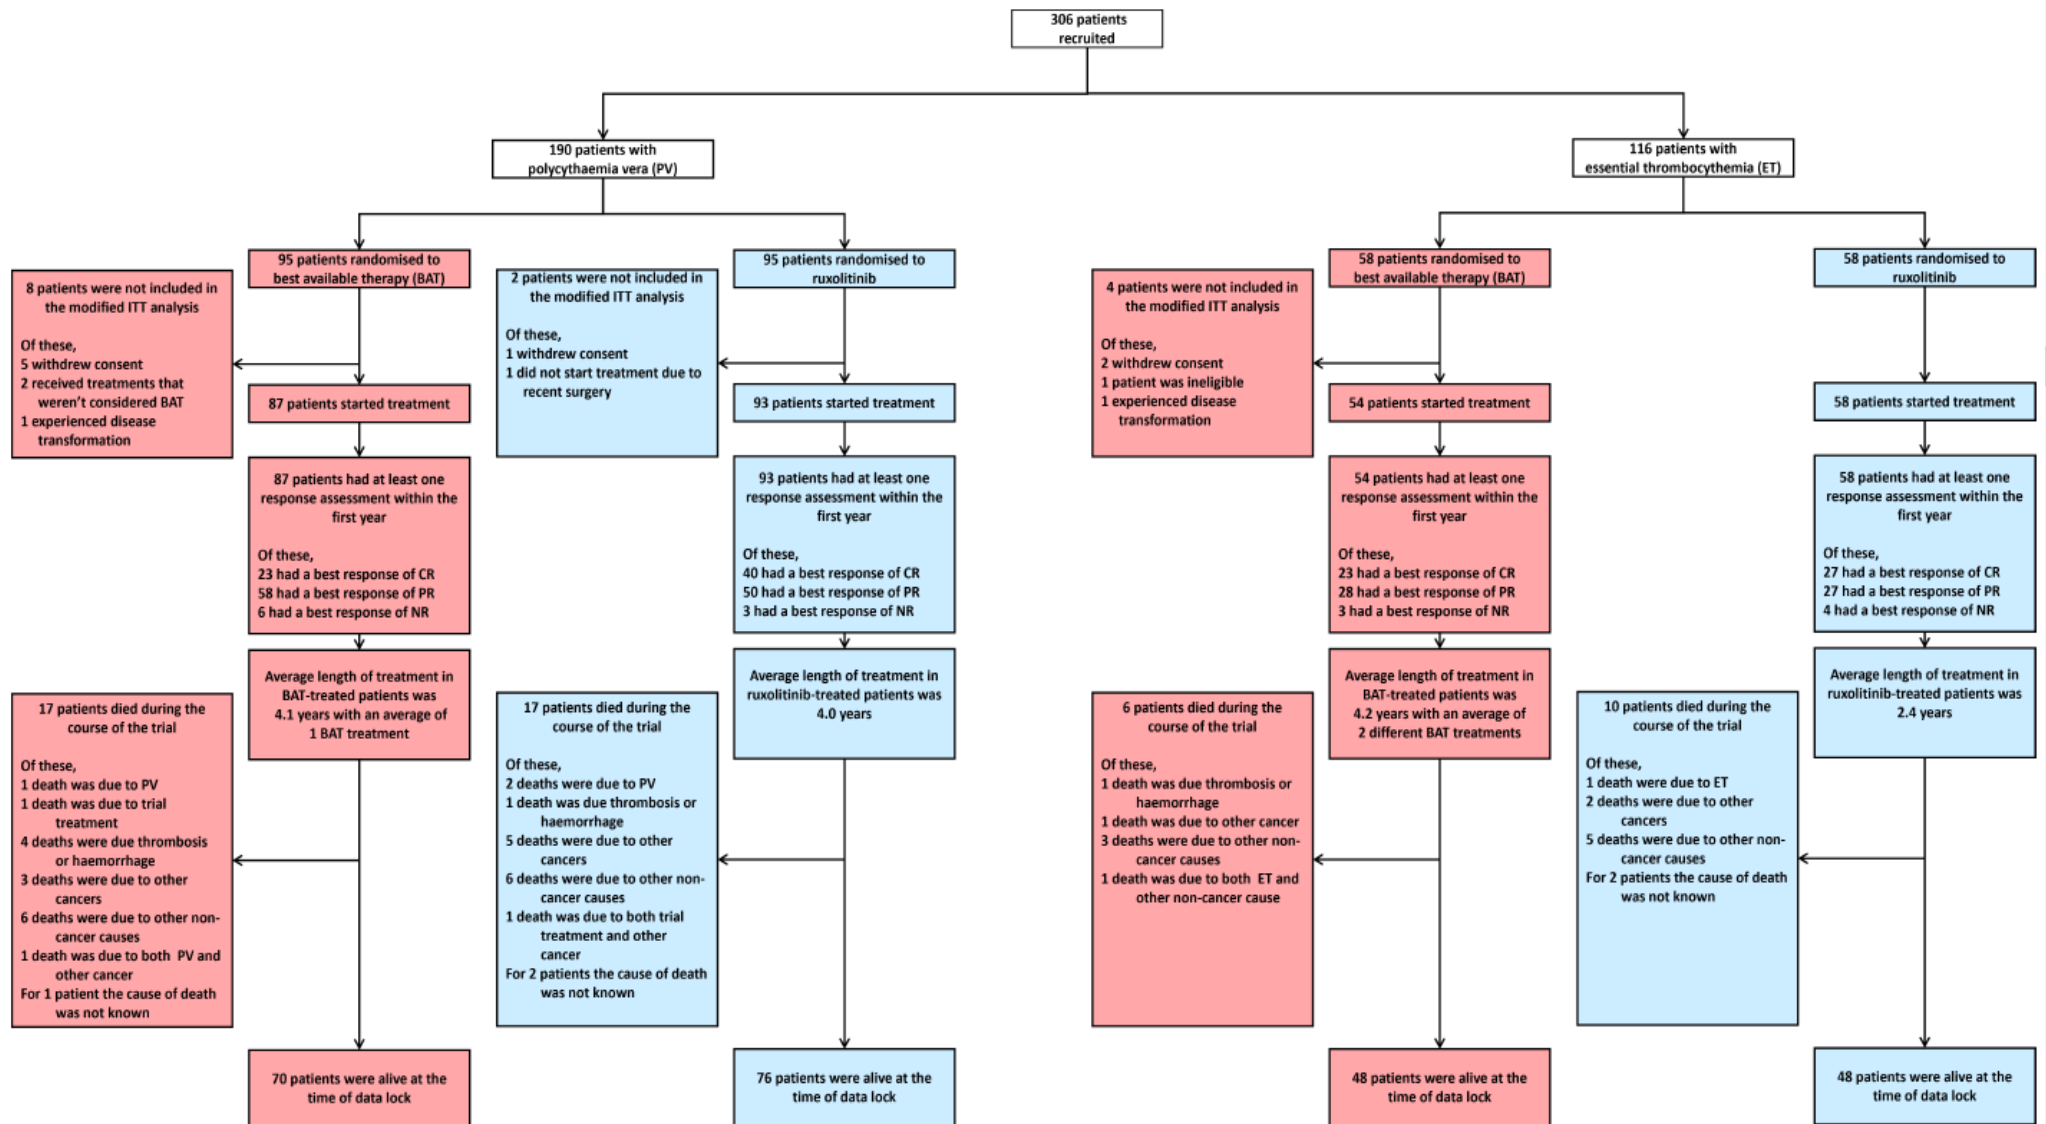 306 patients
recruited
190 patients with
polycythaemia vera (PV)
116 patients with
essential thrombocythemia (ET)
95 patients randomised to
best available therapy (BAT)
8 patients were not included in
the modified ITT analysis
Of these,
5 withdrew consent
2 received treatments that
weren't considered BAT
1 experienced disease
transformation
87 patients started treatment
87 patients had at least one
response assessment within the
first year
Of these,
23 had a best response of CR
58 had a best response of PR
6 had a best response of NR
Average length of treatment in
BAT-treated patients was
4.1 years with an average of
1 BAT treatment
17 patients died during the
course of the trial
Of these,
1 death was due to PV
1 death was due to trial
treatment
4 deaths were due thrombosis
or haemorrhage
3 deaths were due to other
cancers
6 deaths were due to other non-
cancer causes
1 death was due to both PV and
other cancer
For 1 patient the cause of death
was not known
70 patients were alive at the
time of data lock
95 patients randomised to
ruxolitinib
2 patients were not included in
the modified ITT analysis
Of these,
1 withdrew consent
1 did not start treatment due to
recent surgery
93 patients started treatment
93 patients had at least one
response assessment within the
first year
Of these,
40 had a best response of CR
50 had a best response of PR
3 had a best response of NR
Average length of treatment in
ruxolitinib-treated patients was
4.0 years
17 patients died during the
course of the trial
Of these,
2 deaths were due to PV
1 death was due thrombosis or
haemorrhage
5 deaths were due to other
cancers
6 deaths were due to other non-
cancer causes
1 death was due to both trial
treatment and other
cancer
For 2 patients the cause of death
was not known
76 patients were alive at the
time of data lock
58 patients randomised to
best available therapy (BAT)
4 patients were not included in
the modified ITT analysis
Of these,
2 withdrew consent
1 patient was ineligible
1 experienced disease
transformation
54 patients started treatment
54 patients had at least one
response assessment within the
first year
Of these,
23 had a best response of CR
28 had a best response of PR
3 had a best response of NR
Average length of treatment in
BAT-treated patients was
4.2 years with an average of
2 different BAT treatments
6 patients died during the
course of the trial
Of these,
1 death was due thrombosis or
haemorrhage
1 death was due to other cancer
3 deaths were due to other non-
cancer causes
1 death was due to both ET and
other non-cancer cause
48 patients were alive at the
time of data lock
58 patients randomised to
ruxolitinib
58 patients started treatment
58 patients had at least one
response assessment within the
first year
Of these,
27 had a best response of CR
27 had a best response of PR
4 had a best response of NR
Average length of treatment in
ruxolitinib-treated patients was
2.4 years
10 patients died during the
course of the trial
Of these,
1 death were due to ET
2 deaths were due to other
cancers
5 deaths were due to other non-
cancer causes
For 2 patients the cause of death
was not known
48 patients were alive at the
time of data lock